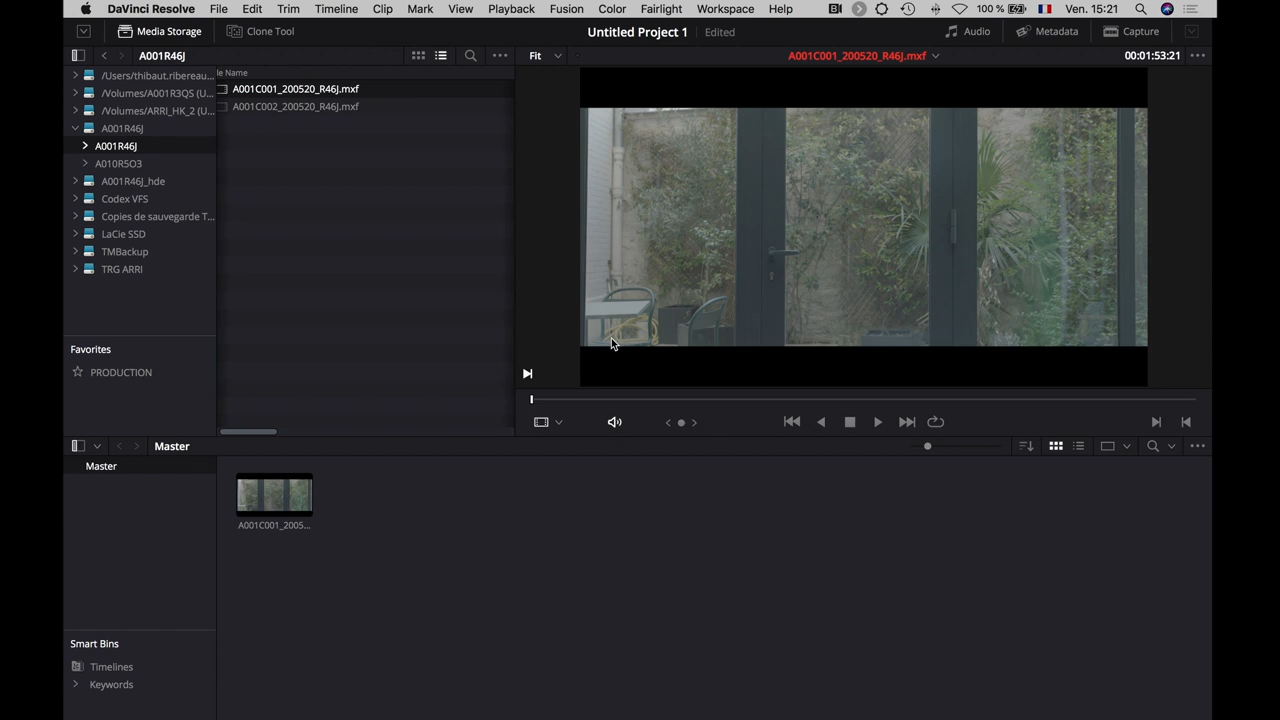 DaVinci Resolve File Edit Trim Timeline Clip Mark View Playback Fusion Color Fairlight Workspace Help 100 % Ven. 15:21
Media Storage Clone Tool Untitled Project 1 Edited Audio Metadata Capture
A001R46J Fit A001C001_200520_R46J.mxf 00:01:53:21
/Users/thibaut.ribereau...
/Volumes/A001R3QS (U...
/Volumes/ARRI_HK_2 (U...
A001R46J
A001R46J
A010R5O3
A001R46J_hde
Codex VFS
Copies de sauvegarde T...
LaCie SSD
TMBackup
TRG ARRI
le Name
A001C001_200520_R46J.mxf
A001C002_200520_R46J.mxf
Favorites
PRODUCTION
Master
Master
A001C001_2005...
Smart Bins
Timelines
Keywords